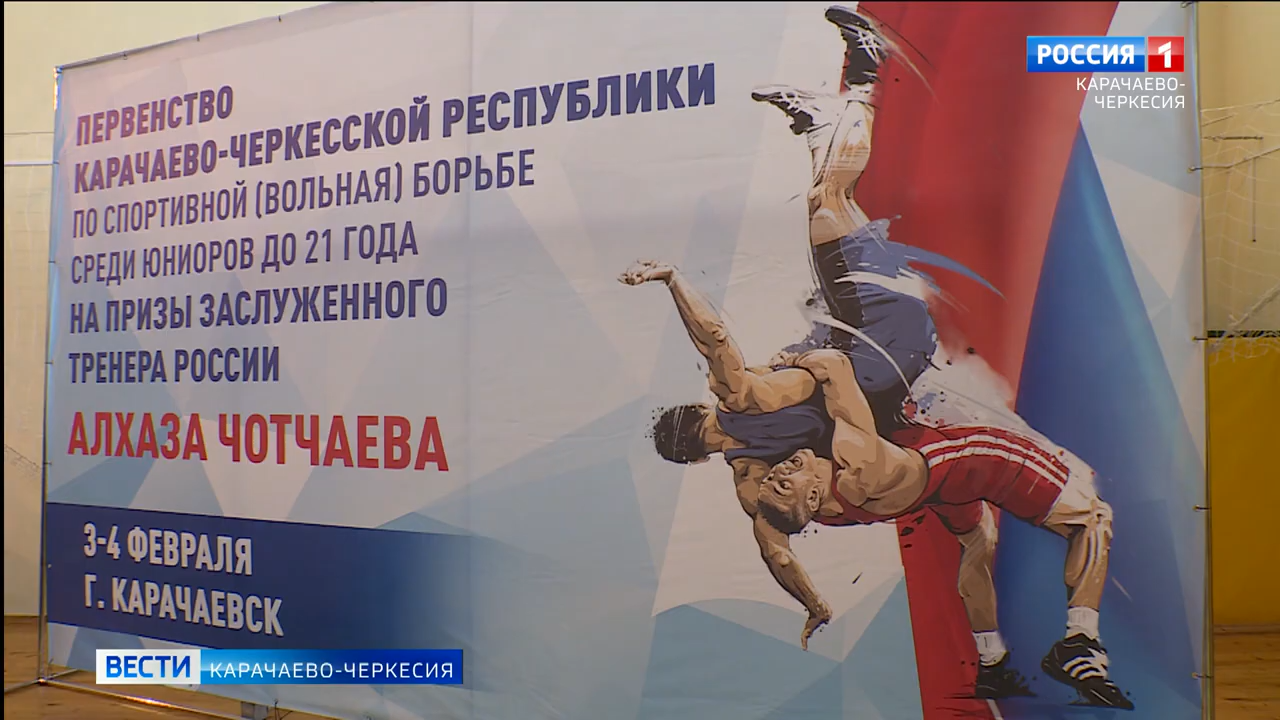 ПЕРВЕНСТВО
КАРАЧАЕВО-ЧЕРКЕССКОЙ РЕСПУБЛИКИ
ПО СПОРТИВНОЙ (ВОЛЬНАЯ) БОРЬБЕ
СРЕДИ ЮНИОРОВ ДО 21 ГОДА
НА ПРИЗЫ ЗАСЛУЖЕННОГО
ТРЕНЕРА РОССИИ
АЛХАЗА ЧОТЧАЕВА
3-4 ФЕВРАЛЯ
Г. КАРАЧАЕВСК
РОССИЯ 1
КАРАЧАЕВО-
ЧЕРКЕСИЯ
ВЕСТИ КАРАЧАЕВО-ЧЕРКЕСИЯ